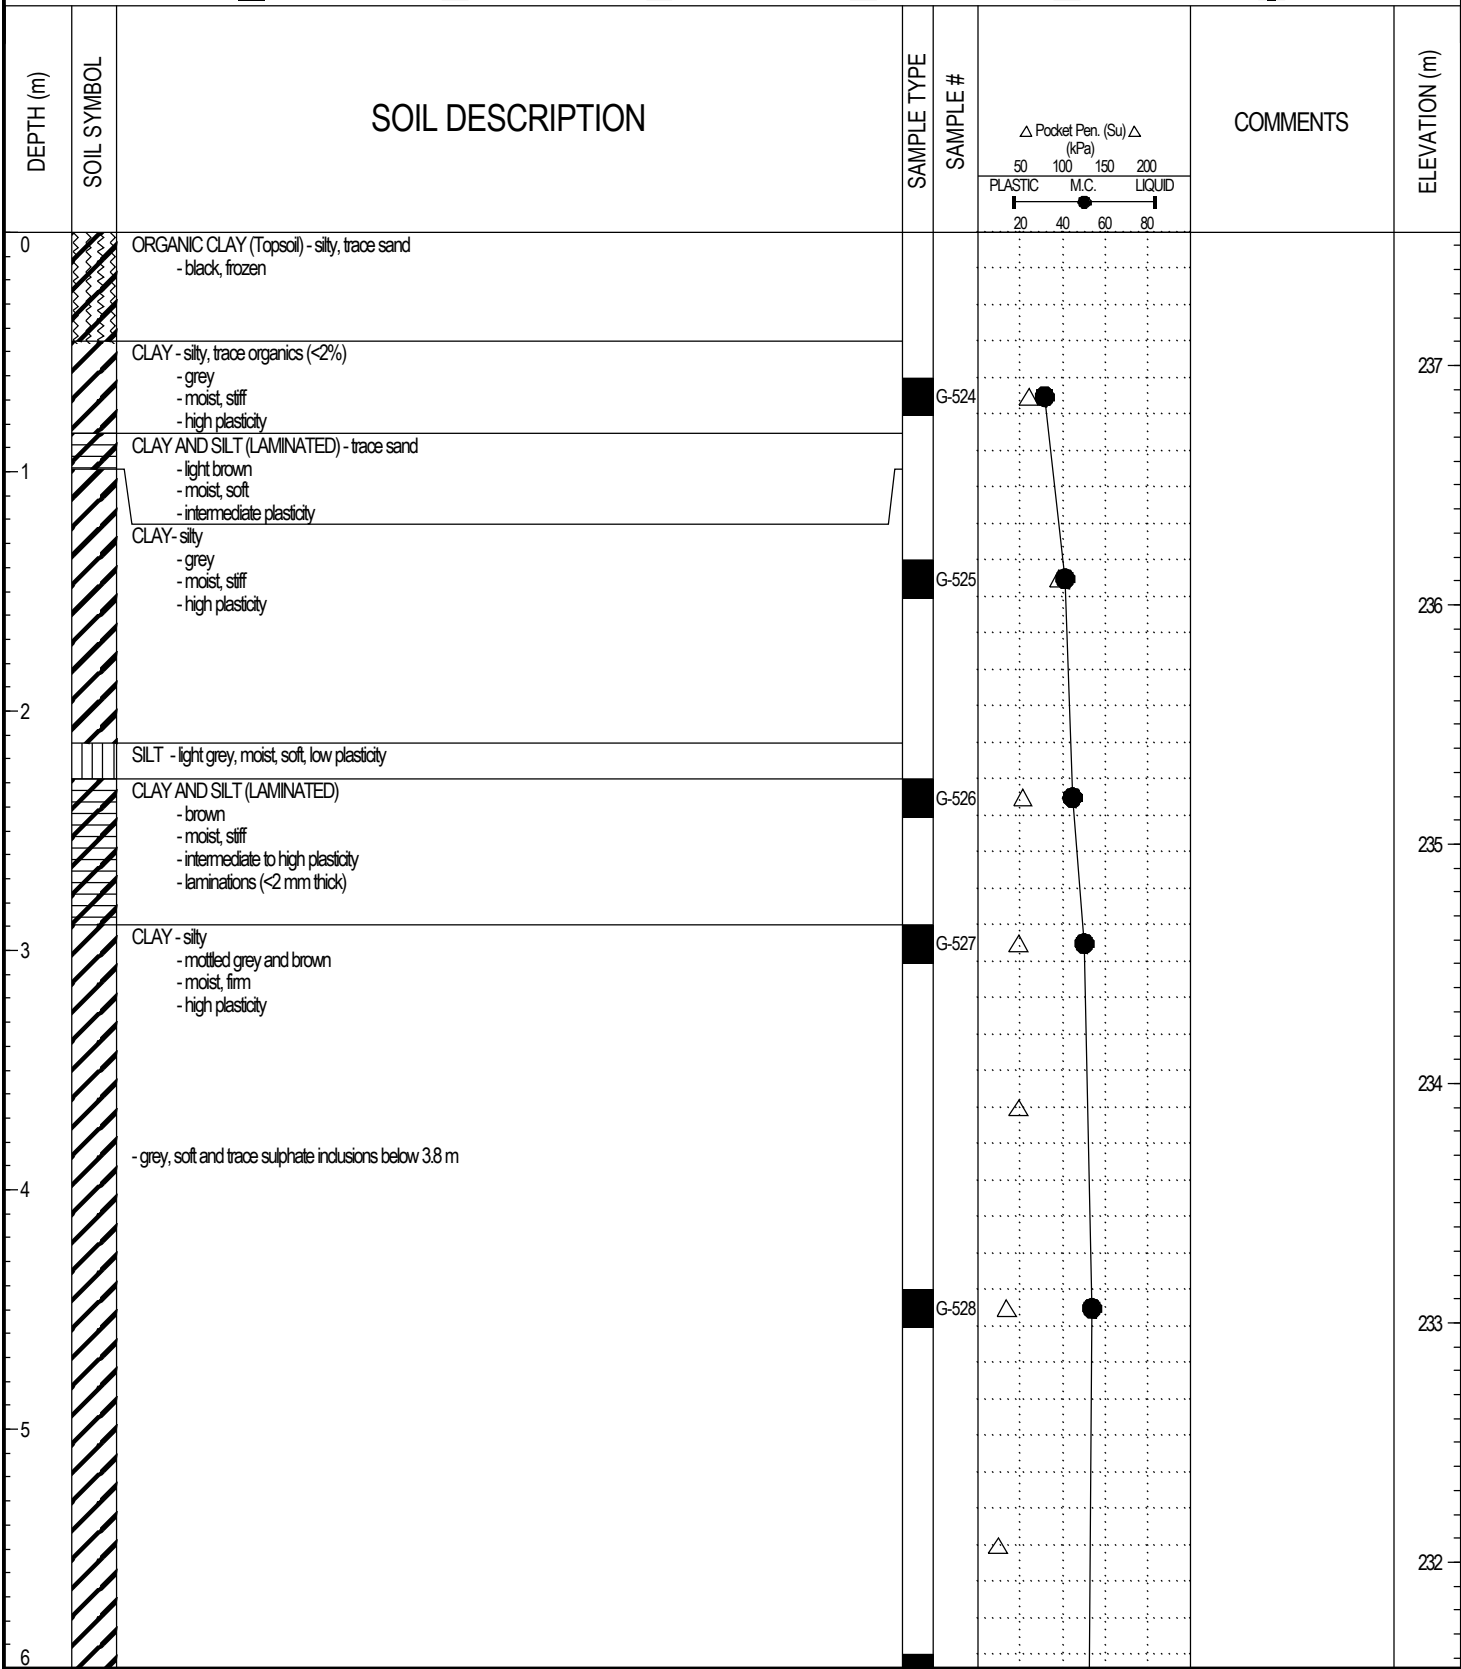 DEPTH (m)
SOIL SYMBOL
SOIL DESCRIPTION
SAMPLE TYPE
SAMPLE #
△ Pocket Pen. (Su) △
(kPa)
50 100 150 200
PLASTIC M.C. LIQUID
20 40 60 80
COMMENTS
ELEVATION (m)
0
ORGANIC CLAY (Topsoil) - silty, trace sand
- black, frozen
CLAY - silty, trace organics (<2%)
237
- grey
- moist, stiff
G-524
- high plasticity
CLAY AND SILT (LAMINATED) - trace sand
- light brown
1
- moist, soft
- intermediate plasticity
CLAY- silty
- grey
- moist, stiff
G-525
- high plasticity
236
2
SILT - light grey, moist, soft, low plasticity
CLAY AND SILT (LAMINATED)
G-526
- brown
- moist, stiff
235
- intermediate to high plasticity
- laminations (<2 mm thick)
CLAY - silty
G-527
3
- mottled grey and brown
- moist, firm
- high plasticity
234
- grey, soft and trace sulphate inclusions below 3.8 m
4
G-528
233
5
232
6